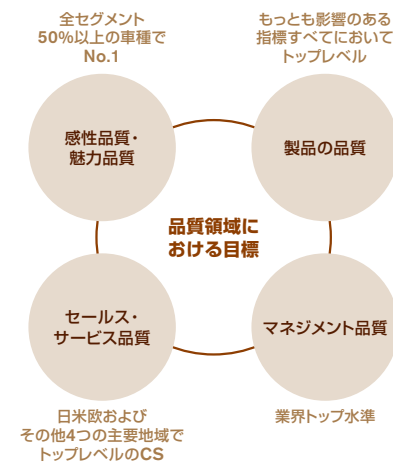 全セグメント
50%以上の車種で
No.1
もっとも影響のある
指標すべてにおいて
トップレベル
感性品質・
魅力品質
製品の品質
品質領域に
おける目標
セールス・
サービス品質
マネジメント品質
日米欧および
その他4つの主要地域で
トップレベルのCS
業界トップ水準